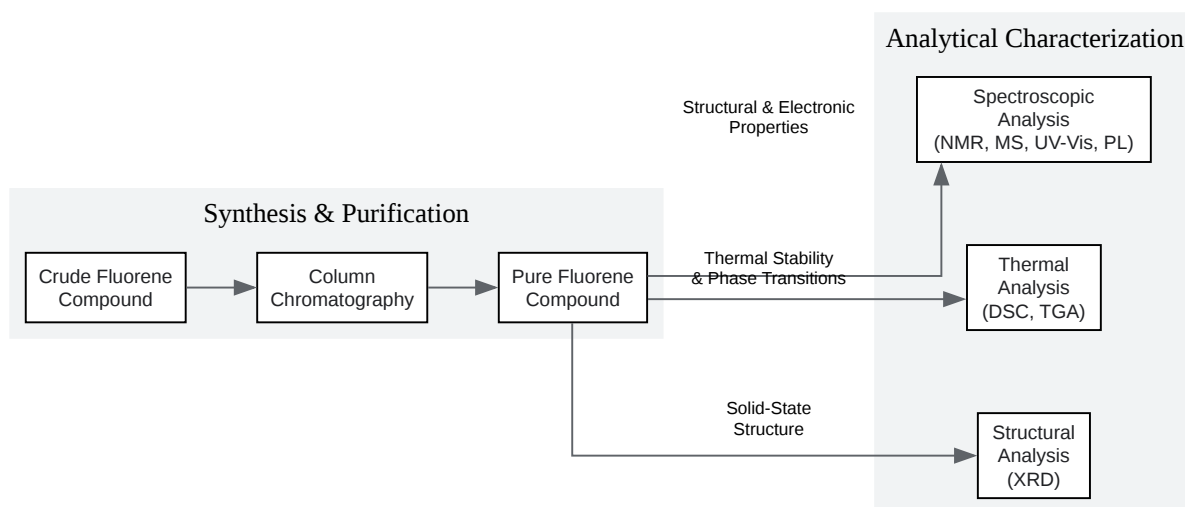 Analytical Characterization
Spectroscopic
Analysis
(NMR, MS, UV-Vis, PL)
Structural & Electronic
Properties
Synthesis & Purification
Crude Fluorene
Compound
Column
Chromatography
Pure Fluorene
Compound
Thermal Stability
& Phase Transitions
Thermal
Analysis
(DSC, TGA)
Solid-State
Structure
Structural
Analysis
(XRD)